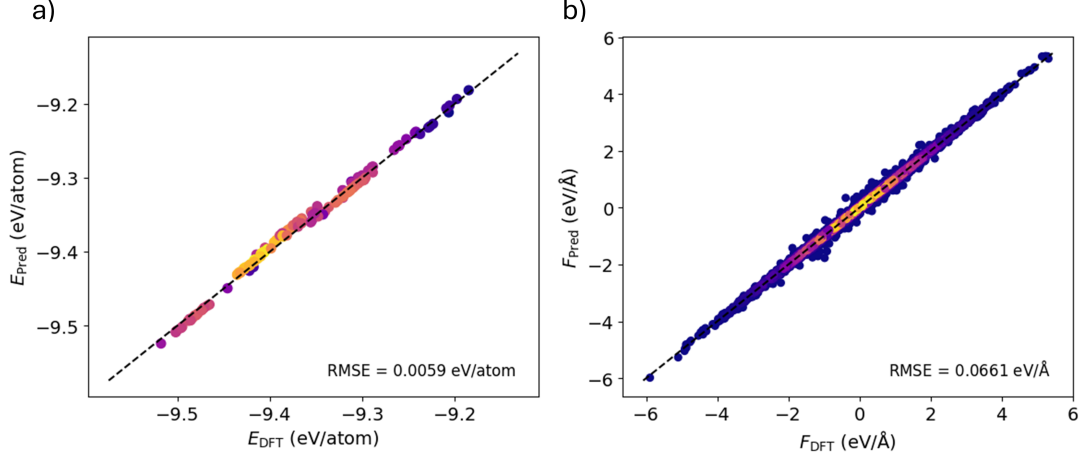 a)
−9.2
−9.3
−9.4
−9.5
E_Pred (eV/atom)
RMSE = 0.0059 eV/atom
−9.5 −9.4 −9.3 −9.2
E_DFT (eV/atom)
b)
6
4
2
0
−2
−4
−6
F_Pred (eV/Å)
RMSE = 0.0661 eV/Å
−6 −4 −2 0 2 4 6
F_DFT (eV/Å)